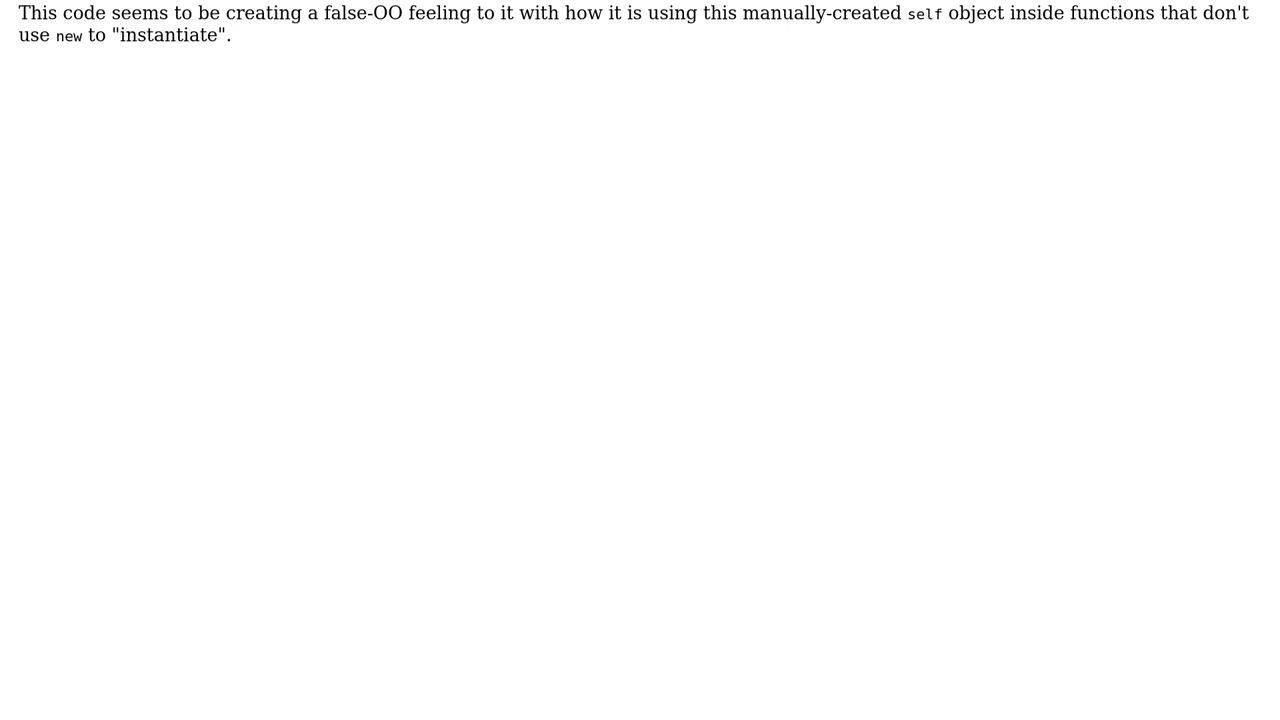 This code seems to be creating a false-OO feeling to it with how it is using this manually-created self object inside functions that don't
use new to "instantiate".